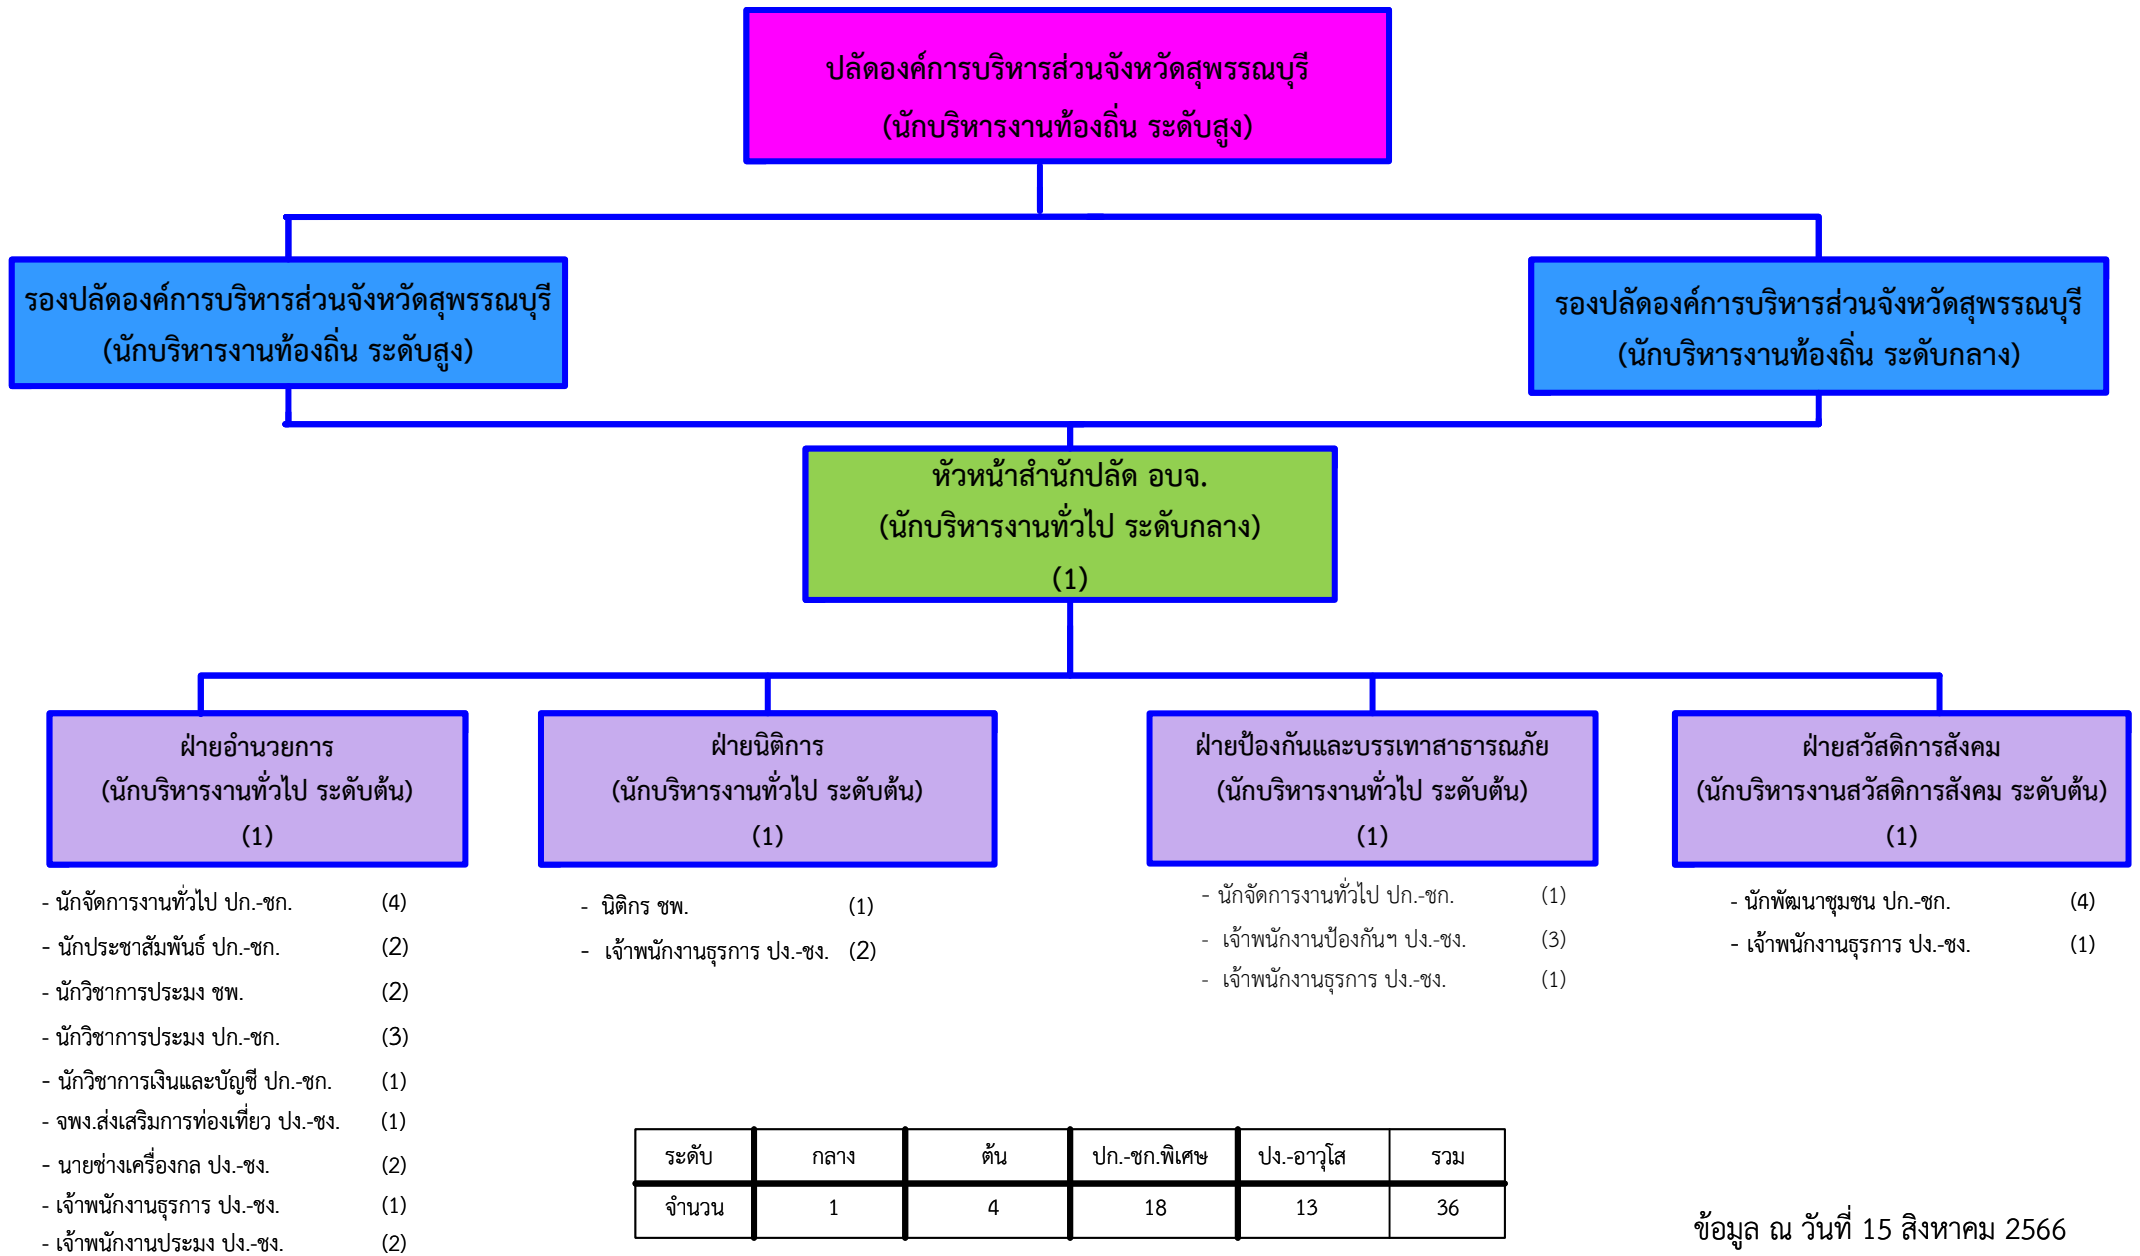 ปลัดองค์การบริหารส่วนจังหวัดสุพรรณบุรี
(นักบริหารงานท้องถิ่น ระดับสูง)
รองปลัดองค์การบริหารส่วนจังหวัดสุพรรณบุรี
(นักบริหารงานท้องถิ่น ระดับสูง)
รองปลัดองค์การบริหารส่วนจังหวัดสุพรรณบุรี
(นักบริหารงานท้องถิ่น ระดับกลาง)
หัวหน้าสำนักปลัด อบจ.
(นักบริหารงานทั่วไป ระดับกลาง)
(1)
ฝ่ายอำนวยการ
(นักบริหารงานทั่วไป ระดับต้น)
(1)
- นักจัดการงานทั่วไป ปก.-ชก. (4)
- นักประชาสัมพันธ์ ปก.-ชก. (2)
- นักวิชาการประมง ชพ. (2)
- นักวิชาการประมง ปก.-ชก. (3)
- นักวิชาการเงินและบัญชี ปก.-ชก. (1)
- จพง.ส่งเสริมการท่องเที่ยว ปง.-ชง. (1)
- นายช่างเครื่องกล ปง.-ชง. (2)
- เจ้าพนักงานธุรการ ปง.-ชง. (1)
- เจ้าพนักงานประมง ปง.-ชง. (2)
ฝ่ายนิติการ
(นักบริหารงานทั่วไป ระดับต้น)
(1)
- นิติกร ชพ. (1)
- เจ้าพนักงานธุรการ ปง.-ชง. (2)
ฝ่ายป้องกันและบรรเทาสาธารณภัย
(นักบริหารงานทั่วไป ระดับต้น)
(1)
- นักจัดการงานทั่วไป ปก.-ชก. (1)
- เจ้าพนักงานป้องกันฯ ปง.-ชง. (3)
- เจ้าพนักงานธุรการ ปง.-ชง. (1)
ฝ่ายสวัสดิการสังคม
(นักบริหารงานสวัสดิการสังคม ระดับต้น)
(1)
- นักพัฒนาชุมชน ปก.-ชก. (4)
- เจ้าพนักงานธุรการ ปง.-ชง. (1)
ระดับ กลาง ต้น ปก.-ชก.พิเศษ ปง.-อาวุโส รวม
จำนวน 1 4 18 13 36
ข้อมูล ณ วันที่ 15 สิงหาคม 2566